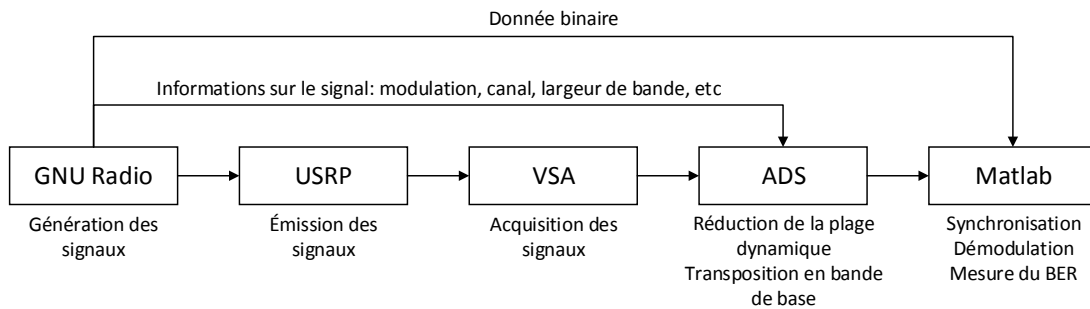 Donnée binaire
Informations sur le signal: modulation, canal, largeur de bande, etc
GNU Radio
USRP
VSA
ADS
Matlab
Génération des
signaux
Émission des
signaux
Acquisition des
signaux
Réduction de la plage
dynamique
Transposition en bande
de base
Synchronisation
Démodulation
Mesure du BER